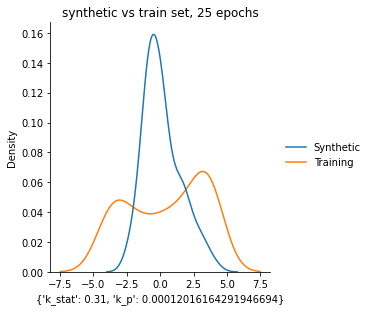 synthetic vs train set, 25 epochs
0.16
0.14
0.12
0.10
0.08
0.06
0.04
0.02
0.00
Density
−7.5 −5.0 −2.5 0.0 2.5 5.0 7.5
{'k_stat': 0.31, 'k_p': 0.00012016164291946694}
Synthetic
Training